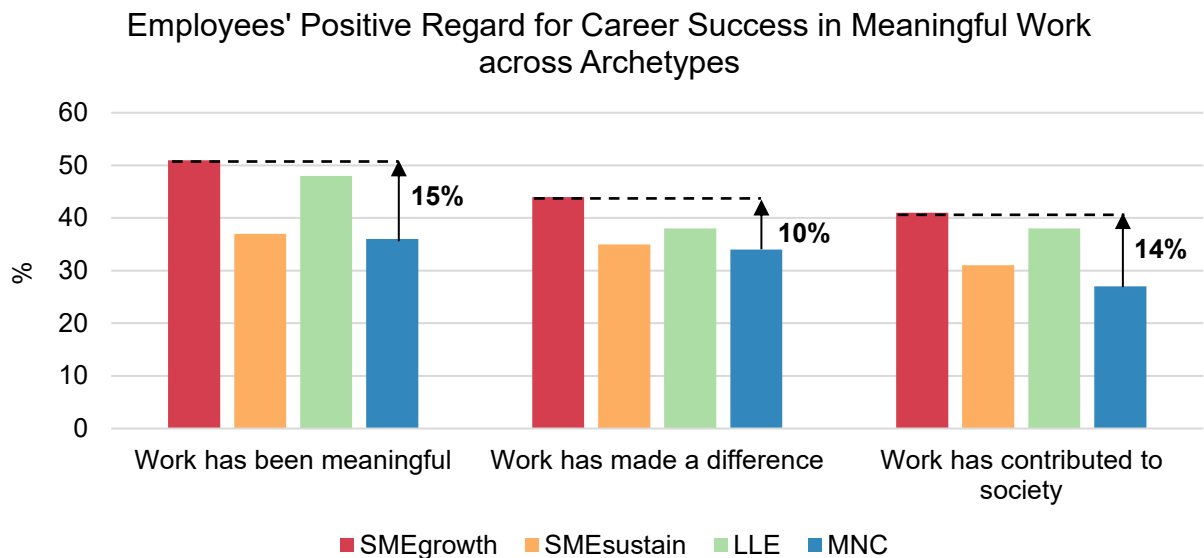 Employees' Positive Regard for Career Success in Meaningful Work
across Archetypes
60
50
40
30
20
10
0
%
15%
10%
14%
Work has been meaningful
Work has made a difference
Work has contributed to
society
SMEgrowth
SMEsustain
LLE
MNC